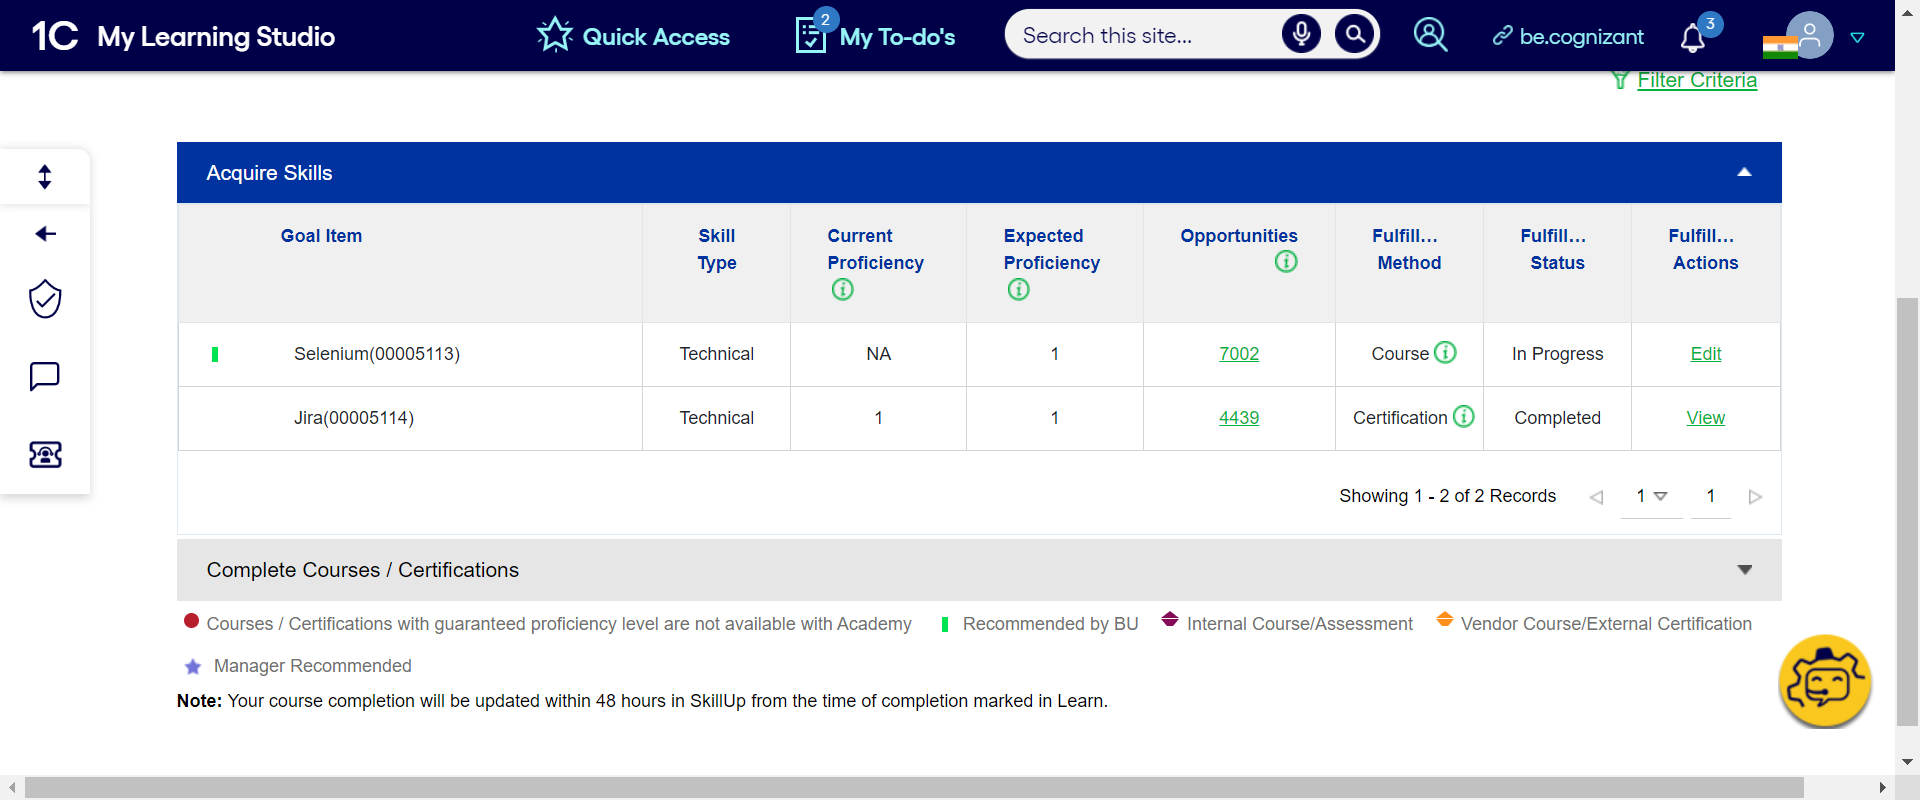 1C My Learning Studio Quick Access 2 My To-do's Search this site... be.cognizant 3
Filter Criteria
Acquire Skills
Goal Item Skill Type Current Proficiency Expected Proficiency Opportunities Fulfill... Method Fulfill... Status Fulfill... Actions
Selenium(00005113) Technical NA 1 7002 Course In Progress Edit
Jira(00005114) Technical 1 1 4439 Certification Completed View
Showing 1 - 2 of 2 Records 1 1
Complete Courses / Certifications
Courses / Certifications with guaranteed proficiency level are not available with Academy Recommended by BU Internal Course/Assessment Vendor Course/External Certification
Manager Recommended
Note: Your course completion will be updated within 48 hours in SkillUp from the time of completion marked in Learn.